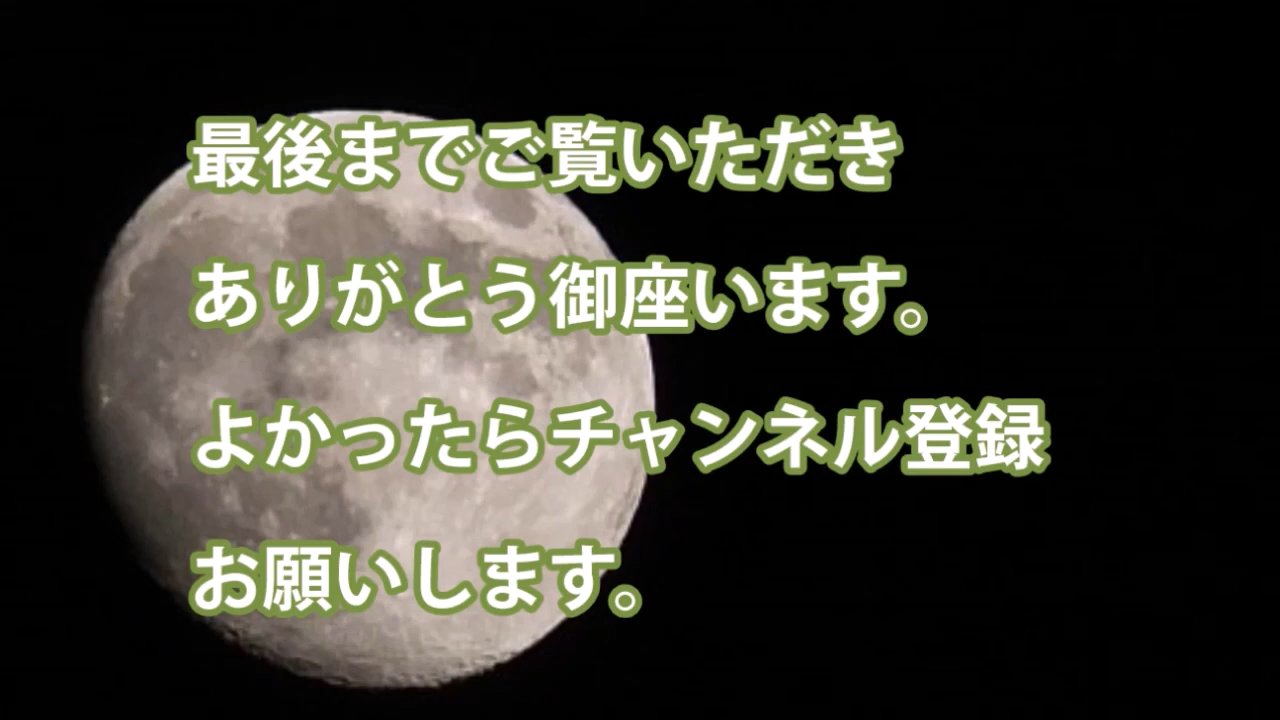 最後までご覧いただき
ありがとう御座います。
よかったらチャンネル登録
お願いします。